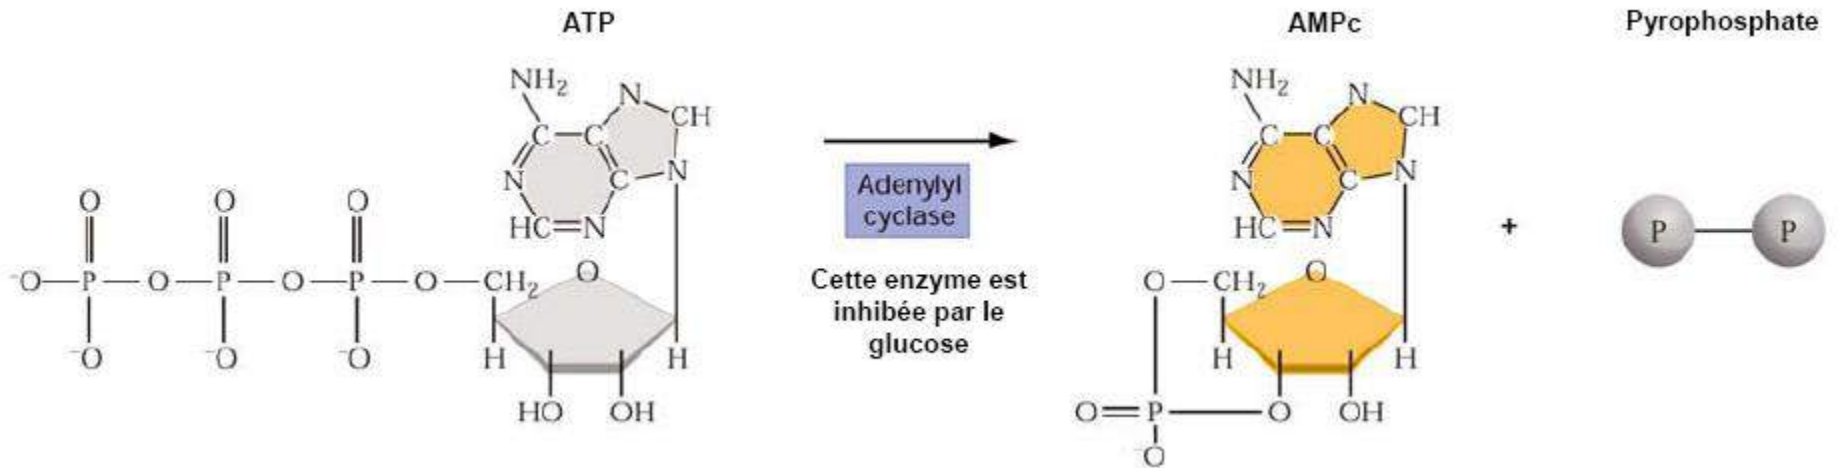 ATP
AMPc
Pyrophosphate
NH2
N
CH
C
C
N
C
N
HC=N
O
O
O
-O—P—O—P—O—P—O—CH2
O
-O
-O
-O
H
H
HO
OH
Adenylyl
cyclase
Cette enzyme est
inhibée par le
glucose
NH2
N
CH
C
C
N
C
N
HC=N
O—CH2
O
H
H
O=P—O
OH
-O
+
P—P